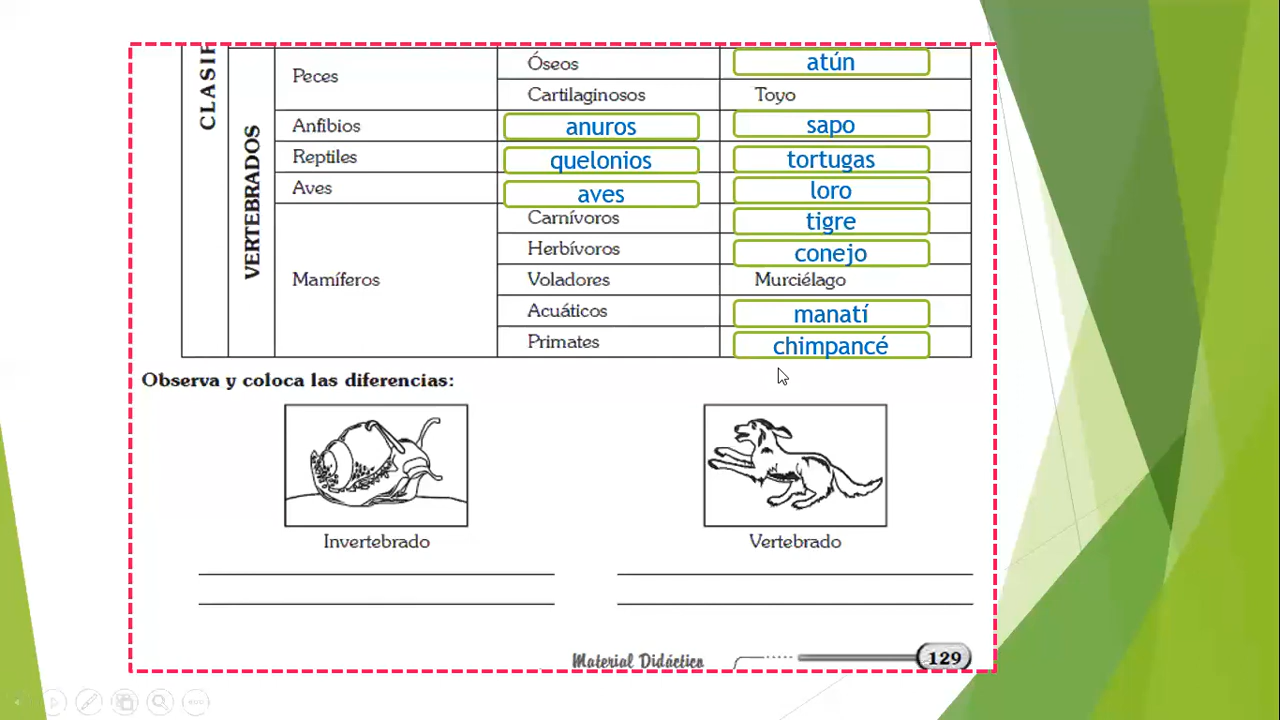 CLASIF
VERTEBRADOS
Peces
Óseos
atún
Cartilaginosos
Toyo
Anfibios
anuros
sapo
Reptiles
quelonios
tortugas
Aves
aves
loro
Mamíferos
Carnívoros
tigre
Herbívoros
conejo
Voladores
Murciélago
Acuáticos
manatí
Primates
chimpancé
Observa y coloca las diferencias:
Invertebrado
Vertebrado
Material Didáctico
129